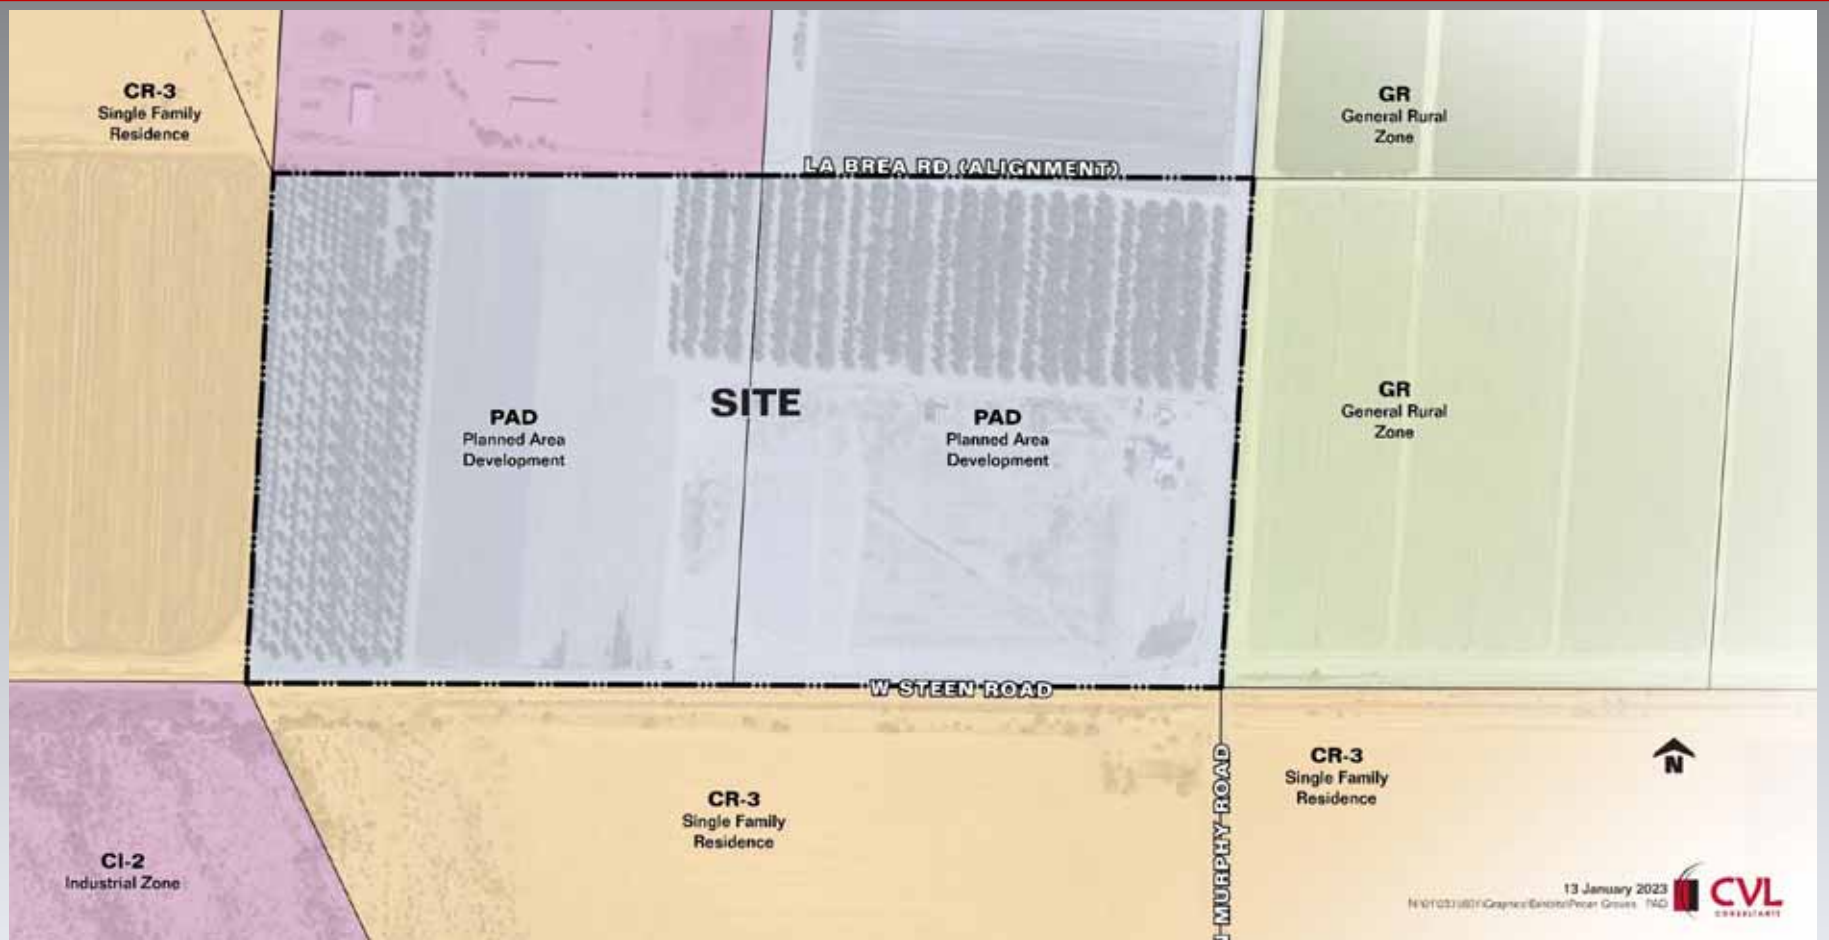 CR-3
Single Family
Residence
GR
General Rural
Zone
LA BREA RD (ALIGNMENT)
SITE
PAD
Planned Area
Development
PAD
Planned Area
Development
GR
General Rural
Zone
W STEEN ROAD
CR-3
Single Family
Residence
CR-3
Single Family
Residence
N
MURPHY ROAD
CI-2
Industrial Zone
13 January 2023
CVL
CONSULTANTS